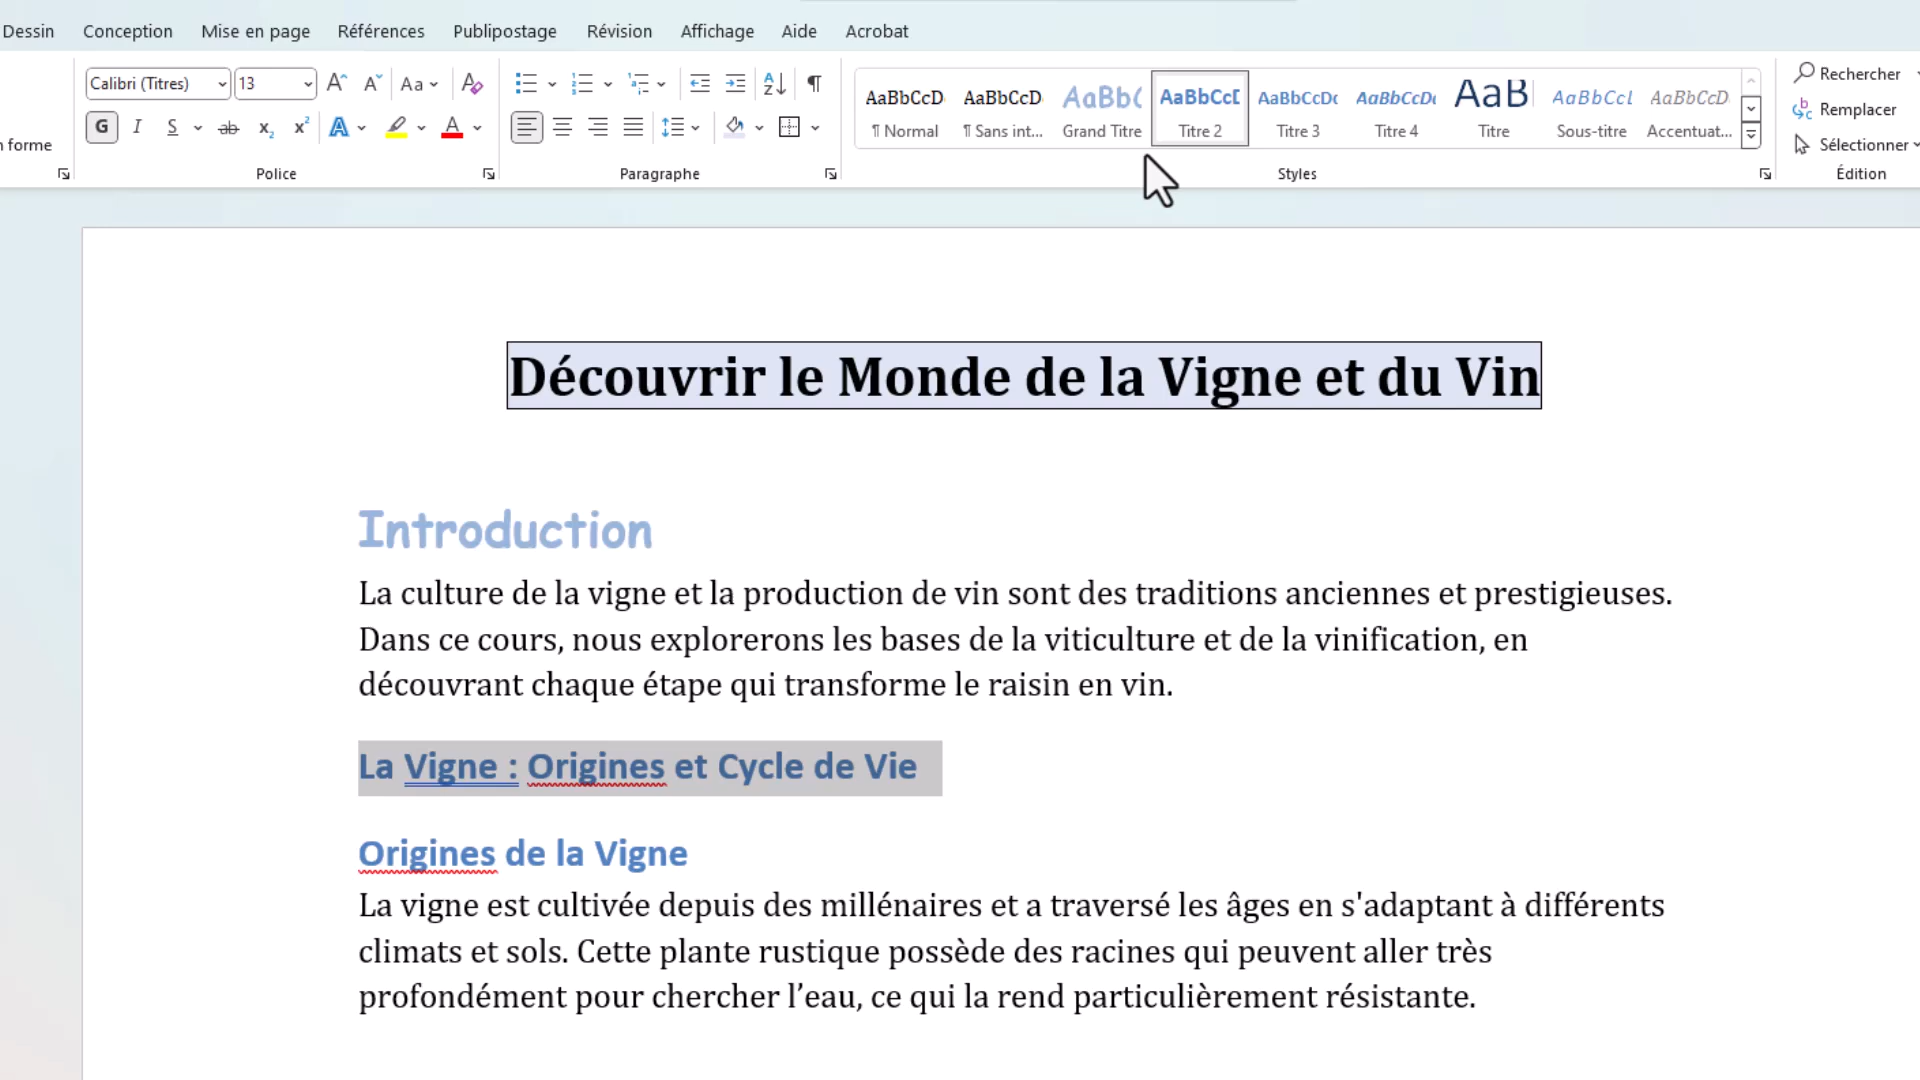 Dessin Conception Mise en page Références Publipostage Révision Affichage Aide Acrobat
Calibri (Titres) 13 Aa
G I S ab x₂ x² A A
n forme
Police
Paragraphe
AaBbCcD AaBbCcD AaBb( AaBbCcI AaBbCcDc AaBbCcDc AaB AaBbCcL AaBbCcD
¶ Normal ¶ Sans int... Grand Titre Titre 2 Titre 3 Titre 4 Titre Sous-titre Accentuat...
Styles
Rechercher
Remplacer
Sélectionner
Édition
Découvrir le Monde de la Vigne et du Vin
Introduction
La culture de la vigne et la production de vin sont des traditions anciennes et prestigieuses.
Dans ce cours, nous explorerons les bases de la viticulture et de la vinification, en
découvrant chaque étape qui transforme le raisin en vin.
La Vigne : Origines et Cycle de Vie
Origines de la Vigne
La vigne est cultivée depuis des millénaires et a traversé les âges en s'adaptant à différents
climats et sols. Cette plante rustique possède des racines qui peuvent aller très
profondément pour chercher l’eau, ce qui la rend particulièrement résistante.